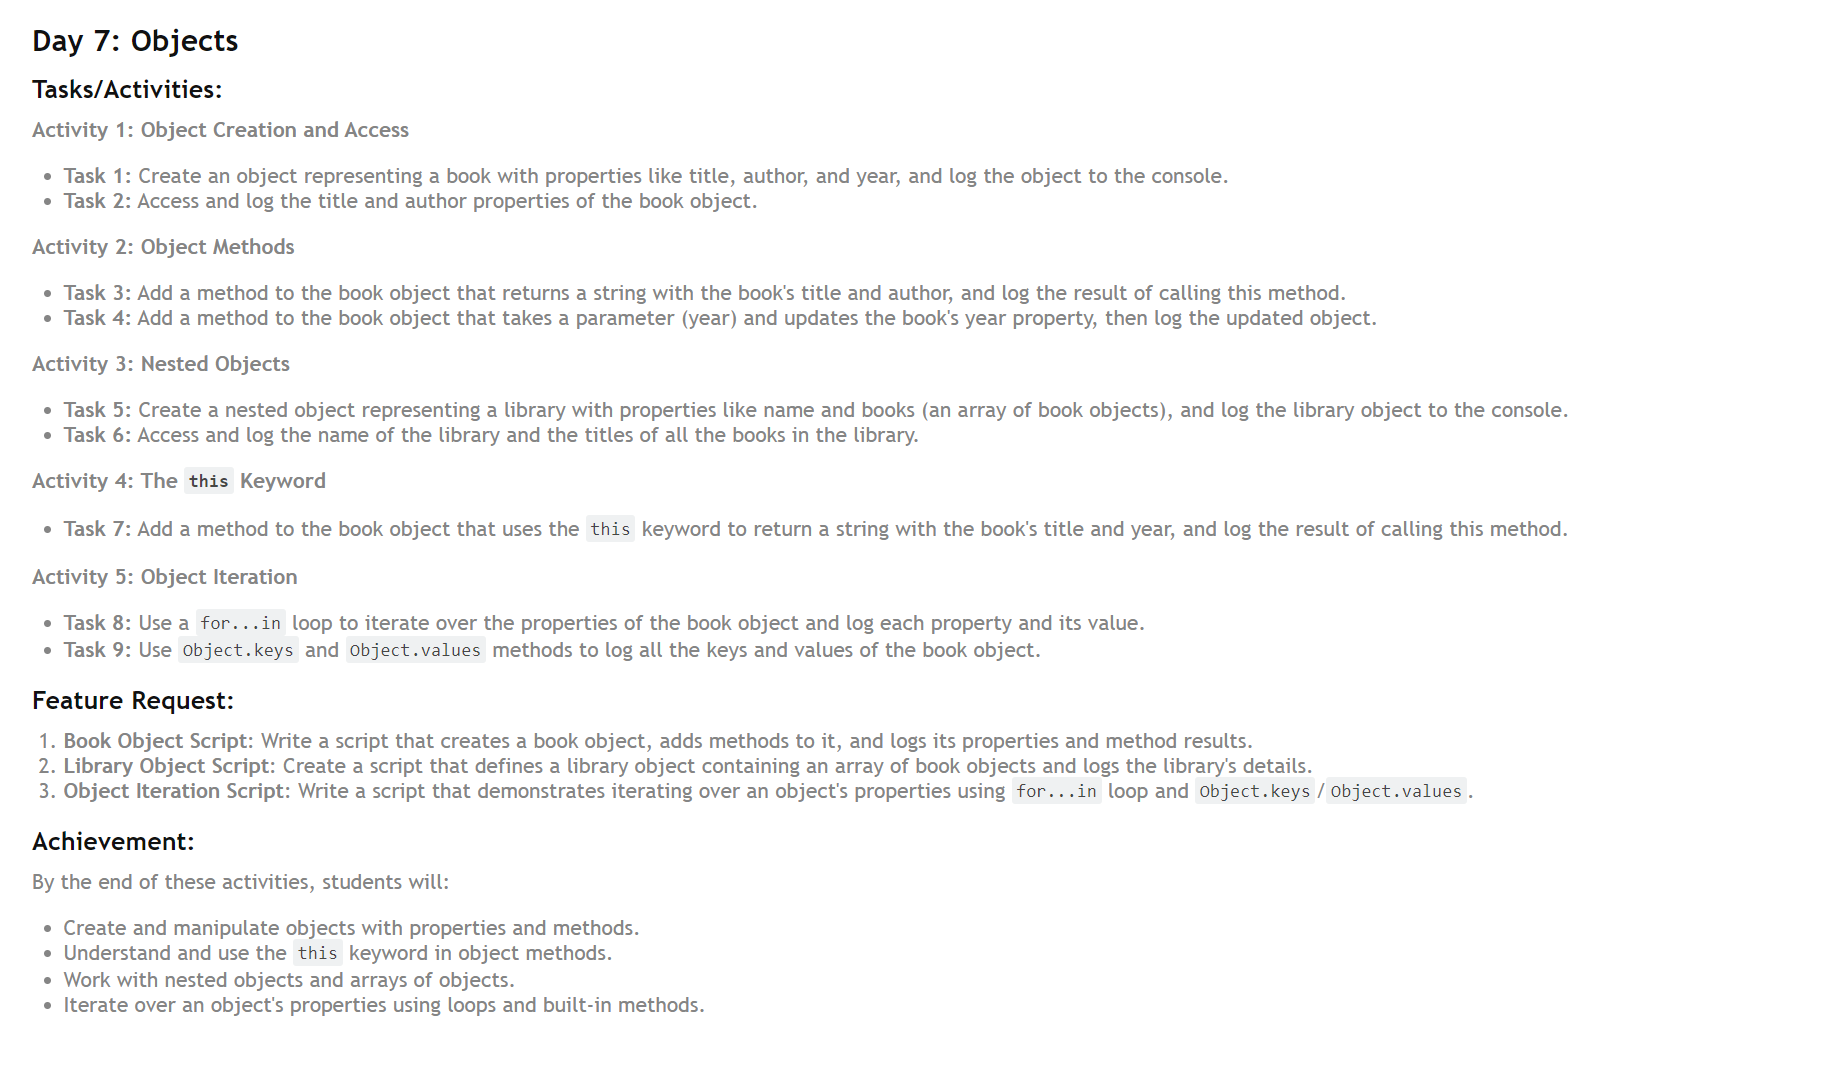 Day 7: Objects
Tasks/Activities:
Activity 1: Object Creation and Access
Task 1: Create an object representing a book with properties like title, author, and year, and log the object to the console.
Task 2: Access and log the title and author properties of the book object.
Activity 2: Object Methods
Task 3: Add a method to the book object that returns a string with the book's title and author, and log the result of calling this method.
Task 4: Add a method to the book object that takes a parameter (year) and updates the book's year property, then log the updated object.
Activity 3: Nested Objects
Task 5: Create a nested object representing a library with properties like name and books (an array of book objects), and log the library object to the console.
Task 6: Access and log the name of the library and the titles of all the books in the library.
Activity 4: The this Keyword
Task 7: Add a method to the book object that uses the this keyword to return a string with the book's title and year, and log the result of calling this method.
Activity 5: Object Iteration
Task 8: Use a for...in loop to iterate over the properties of the book object and log each property and its value.
Task 9: Use Object.keys and Object.values methods to log all the keys and values of the book object.
Feature Request:
1. Book Object Script: Write a script that creates a book object, adds methods to it, and logs its properties and method results.
2. Library Object Script: Create a script that defines a library object containing an array of book objects and logs the library's details.
3. Object Iteration Script: Write a script that demonstrates iterating over an object's properties using for...in loop and Object.keys/Object.values.
Achievement:
By the end of these activities, students will:
Create and manipulate objects with properties and methods.
Understand and use the this keyword in object methods.
Work with nested objects and arrays of objects.
Iterate over an object's properties using loops and built-in methods.